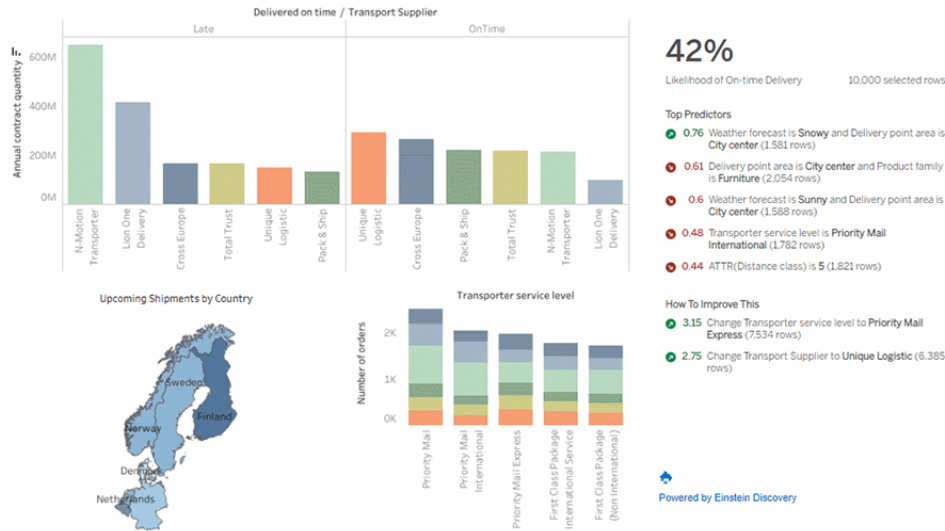 Delivered on time / Transport Supplier
Late
OnTime
Annual contract quantity
600M
400M
200M
0M
N-Motion
Transporter
Lion One
Delivery
Cross Europe
Total Trust
Unique
Logistic
Pack & Ship
Unique
Logistic
Cross Europe
Pack & Ship
Total Trust
N-Motion
Transporter
Lion One
Delivery
42%
Likelihood of On-time Delivery
10,000 selected rows
Top Predictors
0.76 Weather forecast is Snowy and Delivery point area is
City center (1.581 rows)
0.61 Delivery point area is City center and Product family
is Furniture (2.054 rows)
0.6 Weather forecast is Sunny and Delivery point area is
City center (1.588 rows)
0.48 Transporter service level is Priority Mail
International (1.782 rows)
0.44 ATTR(Distance class) is 5 (1.821 rows)
How To Improve This
3.15 Change Transporter service level to Priority Mail
Express (7.534 rows)
2.75 Change Transport Supplier to Unique Logistic (6.385
rows)
Powered by Einstein Discovery
Upcoming Shipments by Country
Sweden
Finland
Norway
Denmark
Netherlands
Transporter service level
Number of orders
2K
1K
0K
Priority Mail
Priority Mail
International
Priority Mail Express
First Class Package
International Service
First Class Package
(Non International)